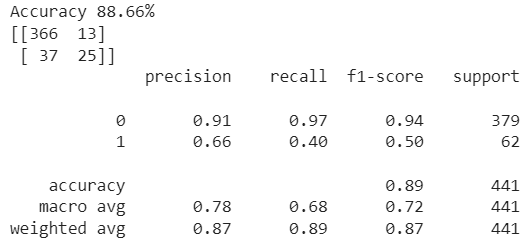 Accuracy 88.66%
[[366  13]
 [ 37  25]]
              precision    recall  f1-score   support

           0       0.91      0.97      0.94       379
           1       0.66      0.40      0.50        62

    accuracy                           0.89       441
   macro avg       0.78      0.68      0.72       441
weighted avg       0.87      0.89      0.87       441